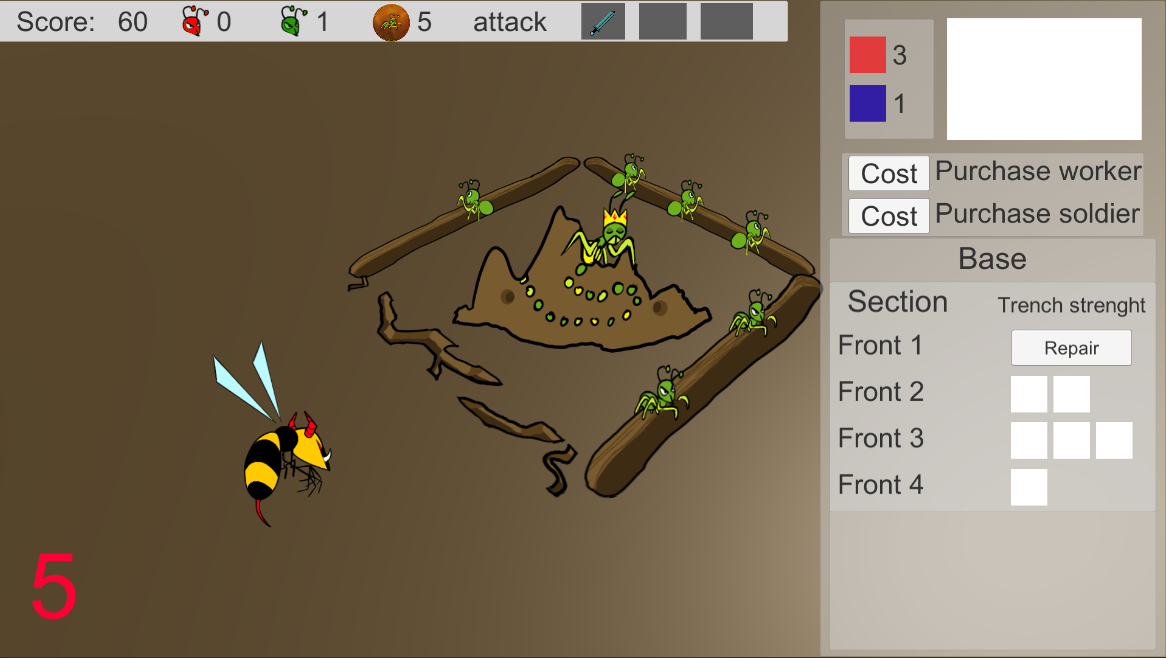 Score: 60 0 1 5 attack
3
1
Cost Purchase worker
Cost Purchase soldier
Base
Section Trench strenght
Front 1 Repair
Front 2
Front 3
Front 4
5